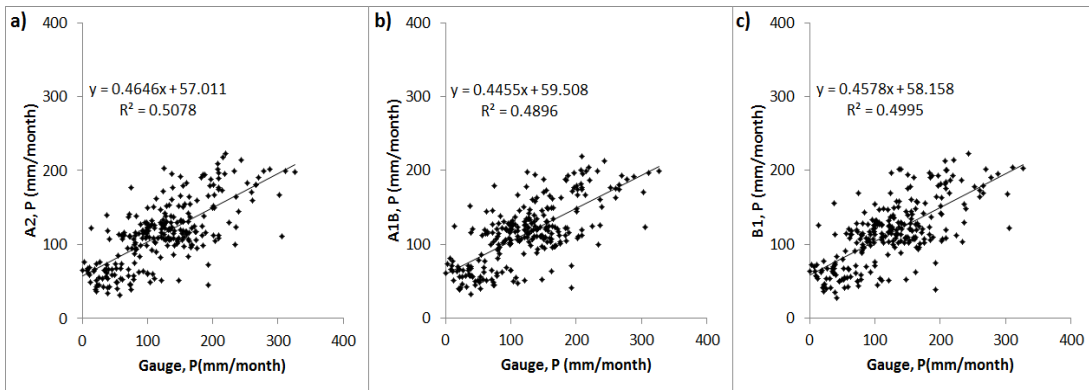 a)
400
300
200
100
0
A2, P (mm/month)
y = 0.4646x + 57.011
R² = 0.5078
0 100 200 300 400
Gauge, P(mm/month)
b)
400
300
200
100
0
A1B, P (mm/month)
y = 0.4455x + 59.508
R² = 0.4896
0 100 200 300 400
Gauge, P (mm/month)
c)
400
300
200
100
0
B1, P (mm/month)
y = 0.4578x + 58.158
R² = 0.4995
0 100 200 300 400
Gauge, P(mm/month)